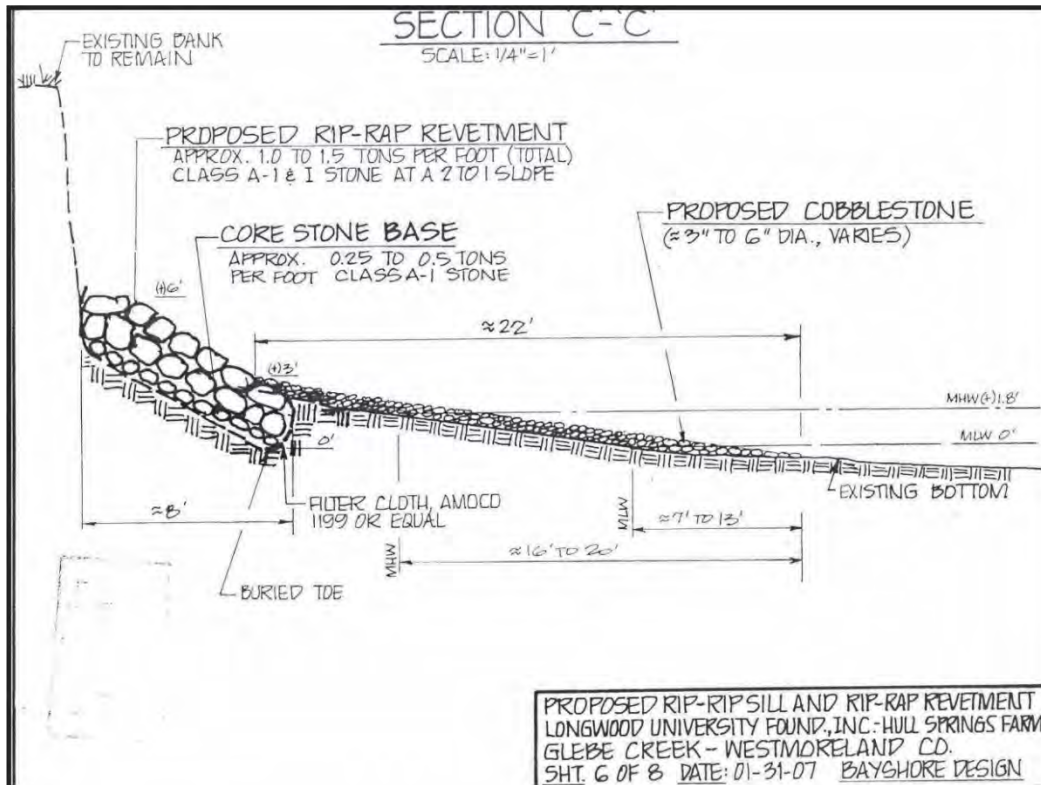 SECTION 'C-C'
SCALE: 1/4"=1'
EXISTING BANK
TO REMAIN
PROPOSED RIP-RAP REVETMENT
APPROX. 1.0 TO 1.5 TONS PER FOOT (TOTAL)
CLASS A-1 & I STONE AT A 2 TO 1 SLOPE
PROPOSED COBBLESTONE
(≈3" TO 6" DIA., VARIES)
CORE STONE BASE
APPROX. 0.25 TO 0.5 TONS
PER FOOT CLASS A-1 STONE
(+)6'
≈22'
(+)3'
MHW(+)1.8'
MLW 0'
0'
EXISTING BOTTOM
FILTER CLOTH, AMOCO
1199 OR EQUAL
≈8'
MLW
≈7' TO 13'
MHW
≈16' TO 20'
BURIED TOE
PROPOSED RIP-RIP SILL AND RIP-RAP REVETMENT
LONGWOOD UNIVERSITY FOUND., INC.-HULL SPRINGS FARM
GLEBE CREEK - WESTMORELAND CO.
SHT. 6 OF 8 DATE: 01-31-07 BAYSHORE DESIGN